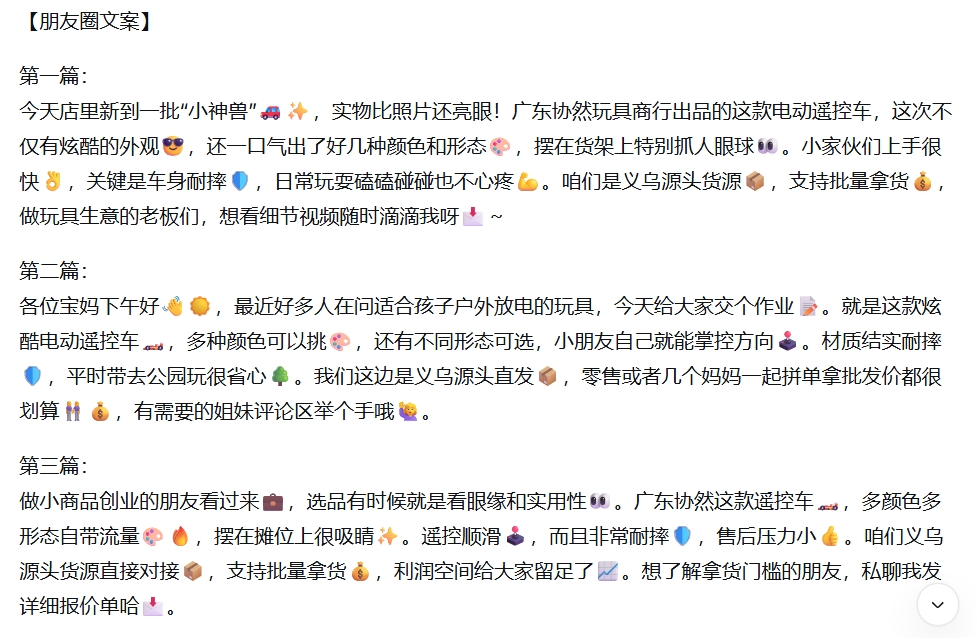 【朋友圈文案】
第一篇：
今天店里新到一批“小神兽”🚗✨，实物比照片还亮眼！广东协然玩具商行出品的这款电动遥控车，这次不
仅有炫酷的外观😎，还一口气出了好几种颜色和形态🎨，摆在货架上特别抓人眼球👀。小家伙们上手很
快👌，关键是车身耐摔🛡️，日常玩耍磕磕碰碰也不心疼💪。咱们是义乌源头货源📦，支持批量拿货💰，
做玩具生意的老板们，想看细节视频随时滴滴我呀📩～
第二篇：
各位宝妈下午好👋🌞，最近好多人在问适合孩子户外放电的玩具，今天给大家交个作业📝。就是这款炫
酷电动遥控车🏎️，多种颜色可以挑🎨，还有不同形态可选，小朋友自己就能掌控方向🕹️。材质结实耐摔
🛡️，平时带去公园玩很省心🌳。我们这边是义乌源头直发📦，零售或者几个妈妈一起拼单拿批发价都很
划算👭💰，有需要的姐妹评论区举个手哦🙋‍♀️。
第三篇：
做小商品创业的朋友看过来💼，选品有时候就是看眼缘和实用性👀。广东协然这款遥控车🏎️，多颜色多
形态自带流量🎨🔥，摆在摊位上很吸睛✨。遥控顺滑🕹️，而且非常耐摔🛡️，售后压力小👍。咱们义乌
源头货源直接对接📦，支持批量拿货💰，利润空间给大家留足了📈。想了解拿货门槛的朋友，私聊我发
详细报价单哈📩。